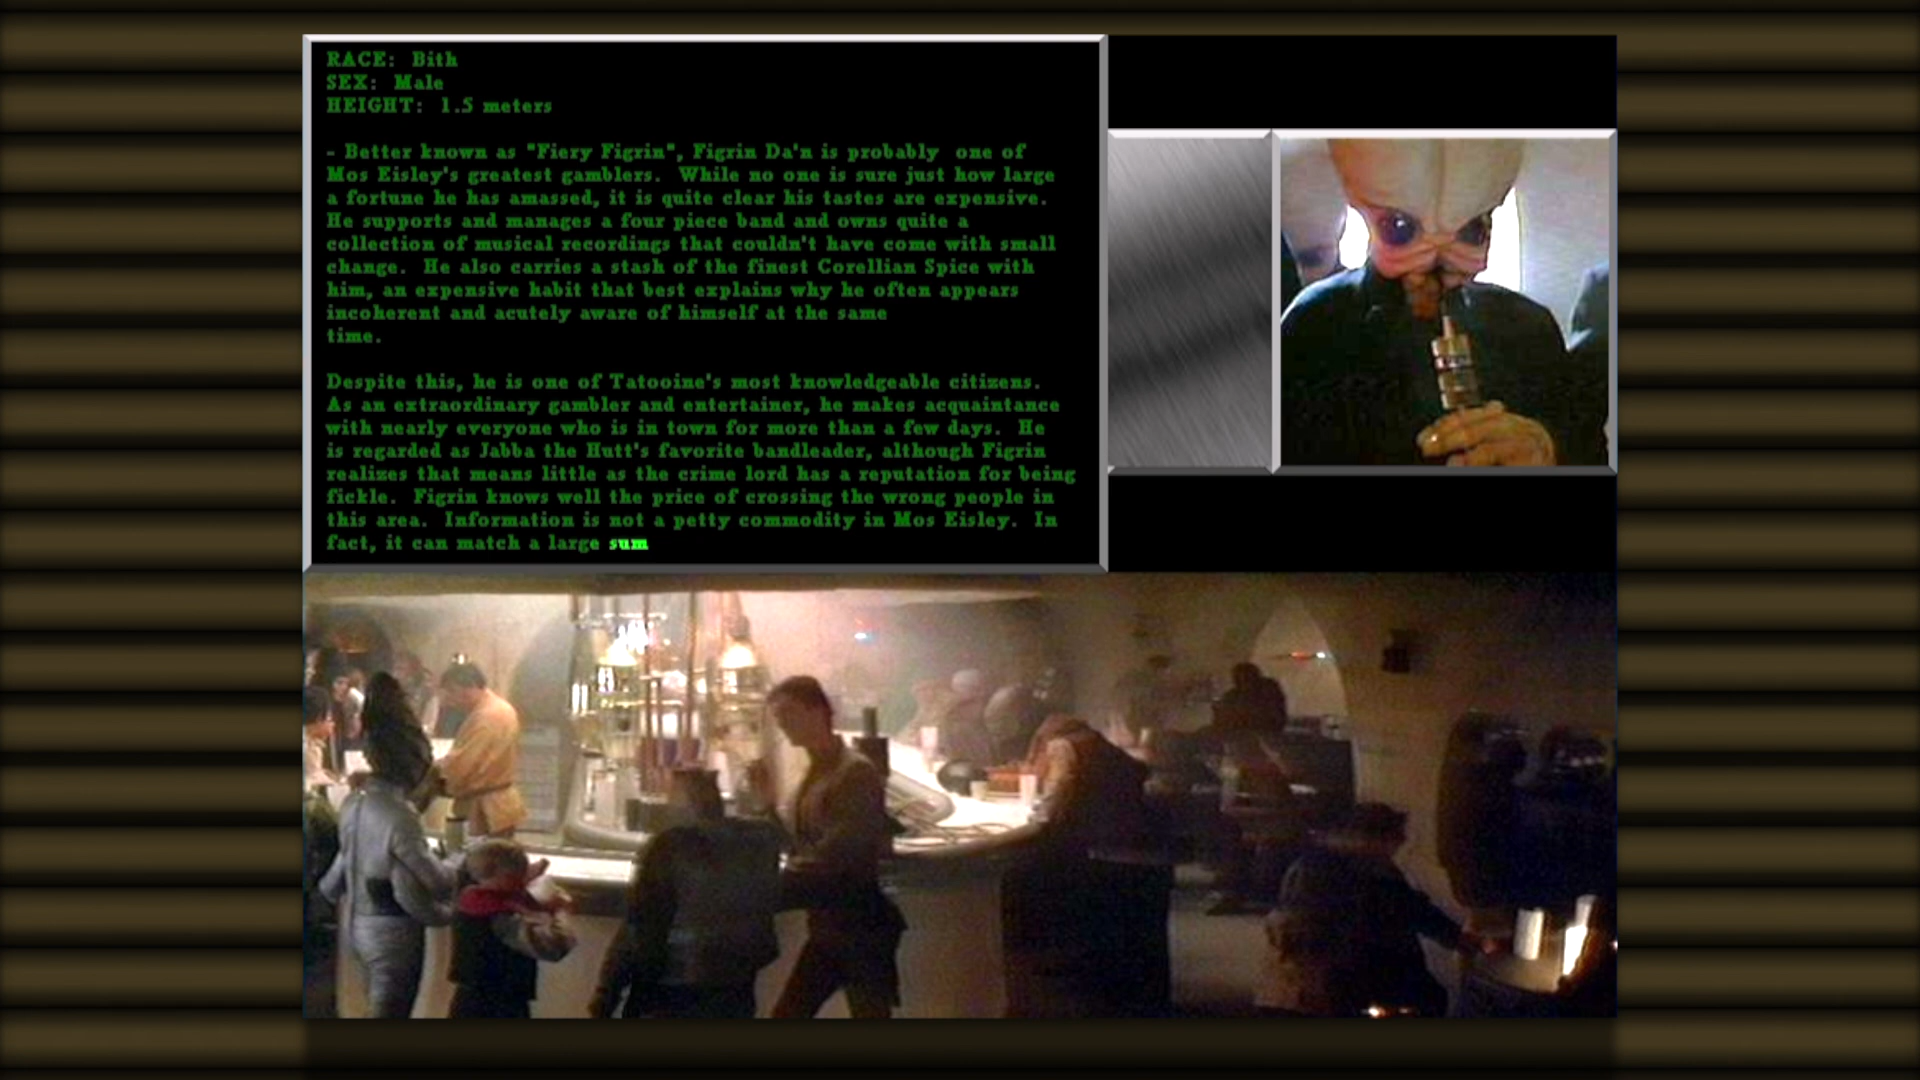 RACE:  Bith
SEX:  Male
HEIGHT:  1.5 meters
- Better known as "Fiery Figrin", Figrin Da'n is probably  one of
Mos Eisley's greatest gamblers.  While no one is sure just how large
a fortune he has amassed, it is quite clear his tastes are expensive.
He supports and manages a four piece band and owns quite a
collection of musical recordings that couldn't have come with small
change.  He also carries a stash of the finest Corellian Spice with
him, an expensive habit that best explains why he often appears
incoherent and acutely aware of himself at the same
time.
Despite this, he is one of Tatooine's most knowledgeable citizens.
As an extraordinary gambler and entertainer, he makes acquaintance
with nearly everyone who is in town for more than a few days.  He
is regarded as Jabba the Hutt's favorite bandleader, although Figrin
realizes that means little as the crime lord has a reputation for being
fickle.  Figrin knows well the price of crossing the wrong people in
this area.  Information is not a petty commodity in Mos Eisley.  In
fact, it can match a large sum